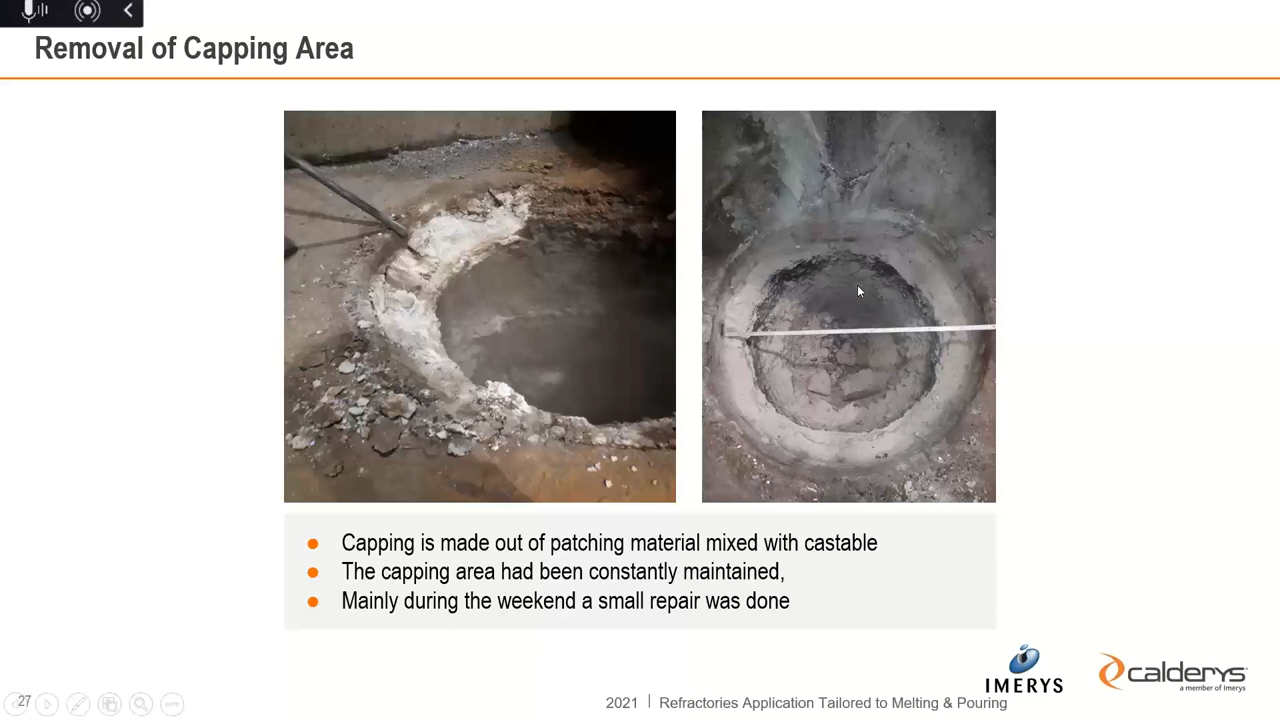 Removal of Capping Area
Capping is made out of patching material mixed with castable
The capping area had been constantly maintained,
Mainly during the weekend a small repair was done
IMERYS
calderys
a member of Imerys
27
2021 | Refractories Application Tailored to Melting & Pouring